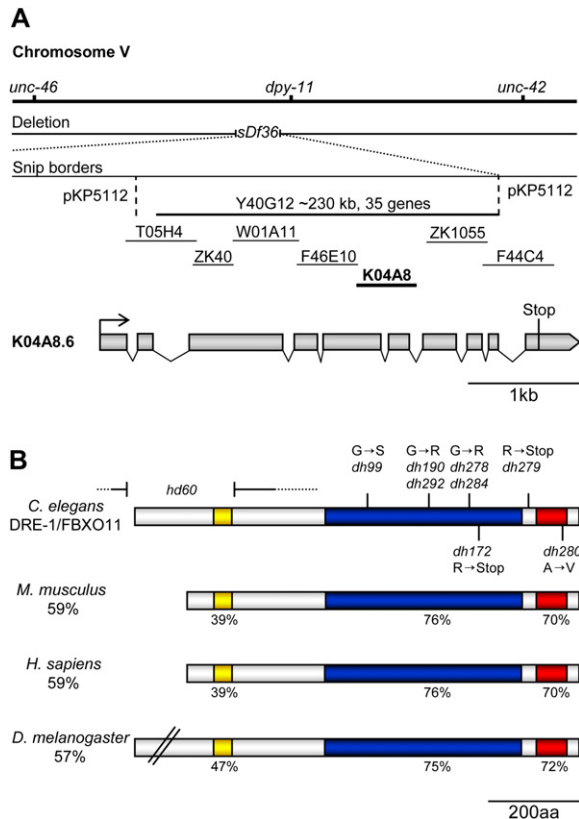 A
Chromosome V
unc-46 dpy-11 unc-42
Deletion
sDf36
Snip borders
pKP5112 pKP5112
Y40G12 ~230 kb, 35 genes
T05H4 W01A11 ZK1055
ZK40 F46E10 F44C4
K04A8
Stop
K04A8.6
1kb
B
G→S G→R G→R R→Stop
dh99 dh190 dh278 dh279
dh292 dh284
hd60
C. elegans
DRE-1/FBXO11
dh172 dh280
R→Stop A→V
M. musculus
59%
39% 76% 70%
H. sapiens
59%
39% 76% 70%
D. melanogaster
57%
47% 75% 72%
200aa